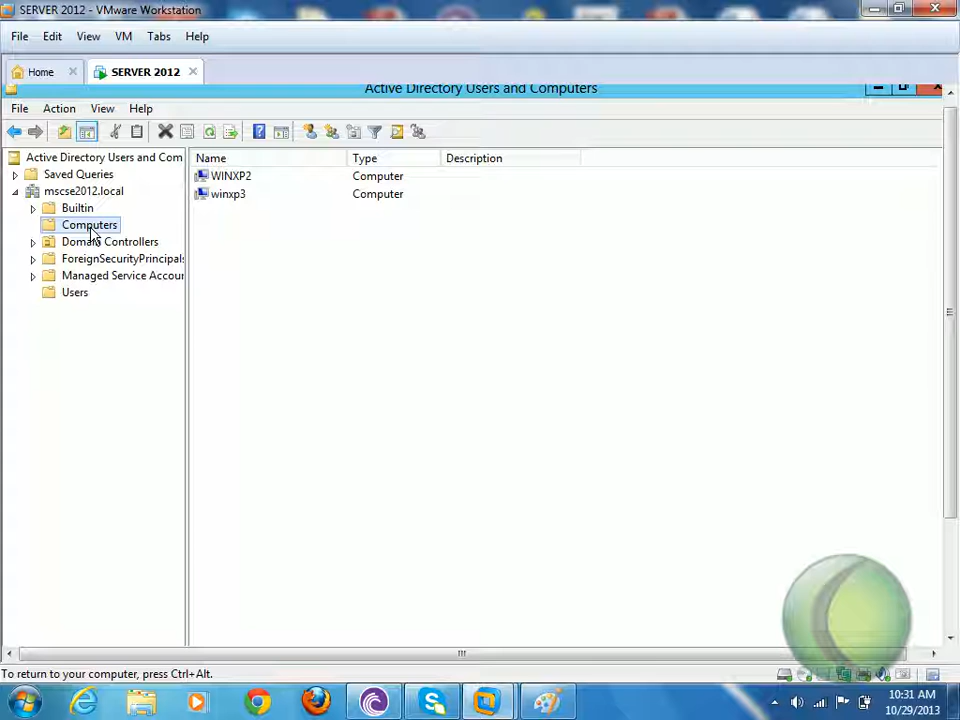 SERVER 2012 - VMware Workstation
File Edit View VM Tabs Help
Home SERVER 2012
Active Directory Users and Computers
File Action View Help
Active Directory Users and Com
Saved Queries
mscse2012.local
Builtin
Computers
Domain Controllers
ForeignSecurityPrincipals
Managed Service Accour
Users
Name Type Description
WINXP2 Computer
winxp3 Computer
To return to your computer, press Ctrl+Alt.
10:31 AM
10/29/2013